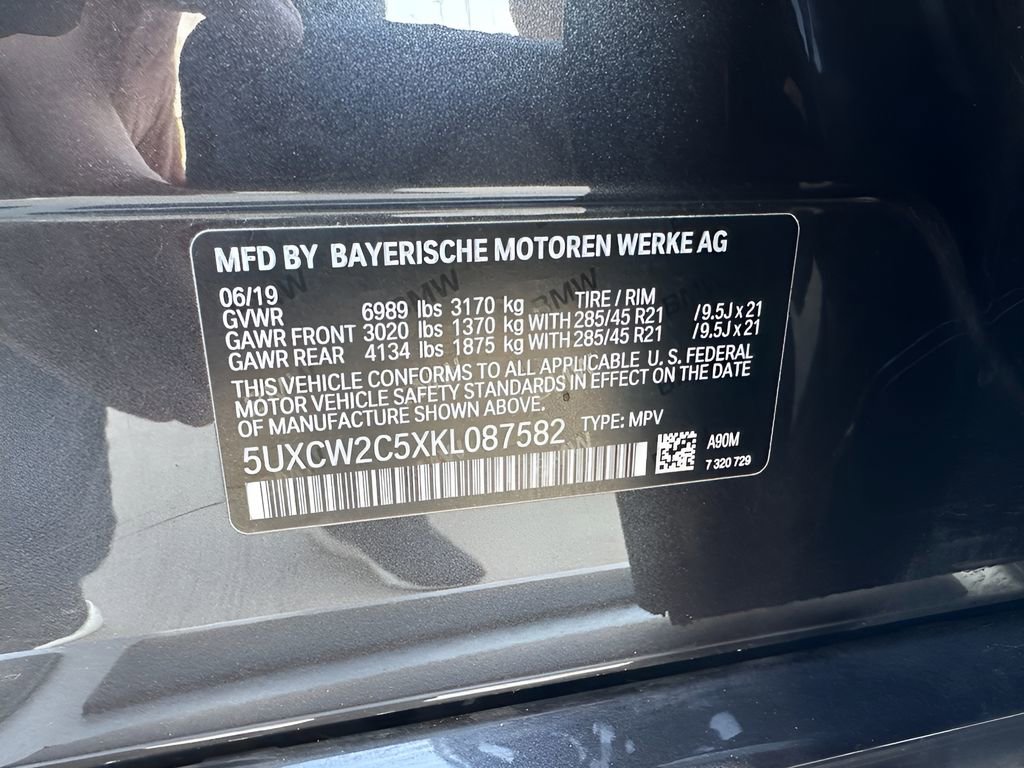 MFD BY BAYERISCHE MOTOREN WERKE AG
06/19
GVWR 6989 lbs 3170 kg TIRE / RIM
GAWR FRONT 3020 lbs 1370 kg WITH 285/45 R21 /9.5J x 21
GAWR REAR 4134 lbs 1875 kg WITH 285/45 R21 /9.5J x 21
THIS VEHICLE CONFORMS TO ALL APPLICABLE U. S. FEDERAL
MOTOR VEHICLE SAFETY STANDARDS IN EFFECT ON THE DATE
OF MANUFACTURE SHOWN ABOVE.
5UXCW2C5XKL087582 TYPE: MPV
A90M
7 320 729
BMW
BMW
BMW